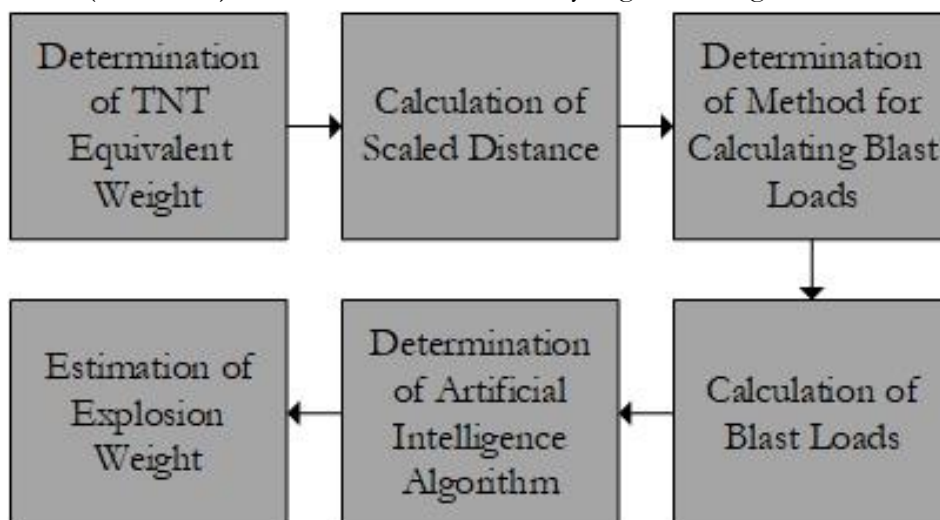 Determination
of TNT
Equivalent
Weight
Calculation of
Scaled Distance
Determination
of Method for
Calculating Blast
Loads
Calculation of
Blast Loads
Determination
of Artificial
Intelligence
Algorithm
Estimation of
Explosion
Weight